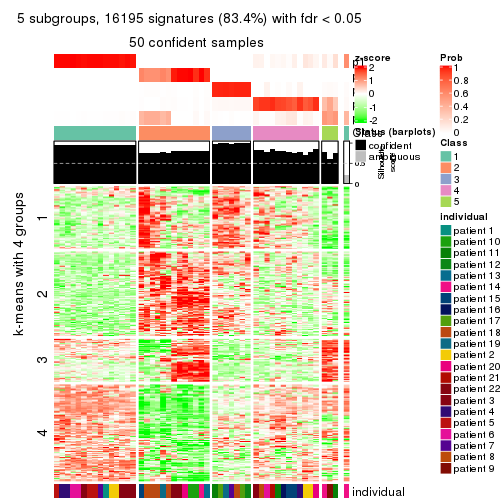 5 subgroups, 16195 signatures (83.4%) with fdr < 0.05
50 confident samples
k-means with 4 groups
1
2
3
4
z-score
2
1
0
-1
-2
Status (barplots)
confident
ambiguous
1
0.5
0
Silhouette
score
Prob
1
0.8
0.6
0.4
0.2
0
Class
1
2
3
4
5
individual
patient 1
patient 10
patient 11
patient 12
patient 13
patient 14
patient 15
patient 16
patient 17
patient 18
patient 19
patient 2
patient 20
patient 21
patient 22
patient 3
patient 4
patient 5
patient 6
patient 7
patient 8
patient 9
individual